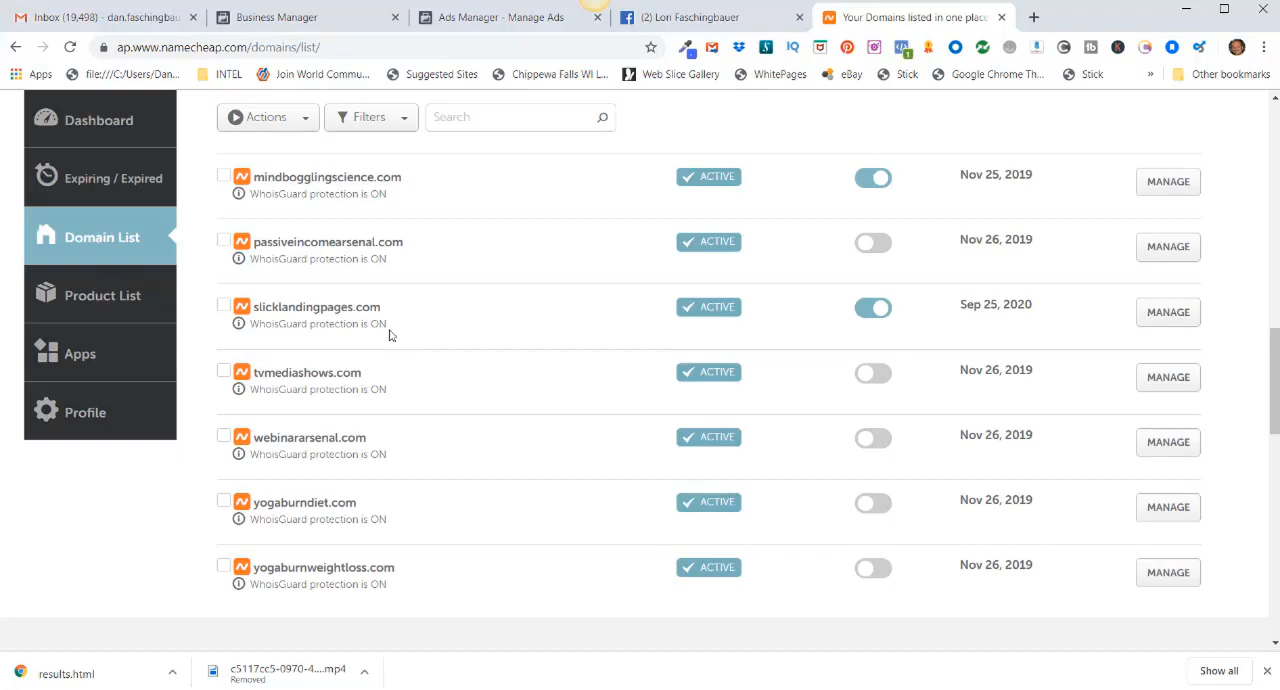 Inbox (19,498) - dan.faschingbau
Business Manager
Ads Manager - Manage Ads
(2) Lori Faschingbauer
Your Domains listed in one place
ap.www.namecheap.com/domains/list/
Apps
file:///C:/Users/Dan...
INTEL
Join World Commu...
Suggested Sites
Chippewa Falls WI L...
Web Slice Gallery
WhitePages
eBay
Stick
Google Chrome Th...
Stick
»
Other bookmarks
Dashboard
Expiring / Expired
Domain List
Product List
Apps
Profile
Actions
Filters
Search
mindbogglingscience.com
WhoisGuard protection is ON
ACTIVE
Nov 25, 2019
MANAGE
passiveincomearsenal.com
WhoisGuard protection is ON
ACTIVE
Nov 26, 2019
MANAGE
slicklandingpages.com
WhoisGuard protection is ON
ACTIVE
Sep 25, 2020
MANAGE
tvmediashows.com
WhoisGuard protection is ON
ACTIVE
Nov 26, 2019
MANAGE
webinararsenal.com
WhoisGuard protection is ON
ACTIVE
Nov 26, 2019
MANAGE
yogaburndiet.com
WhoisGuard protection is ON
ACTIVE
Nov 26, 2019
MANAGE
yogaburnweightloss.com
WhoisGuard protection is ON
ACTIVE
Nov 26, 2019
MANAGE
results.html
c5117cc5-0970-4....mp4
Removed
Show all